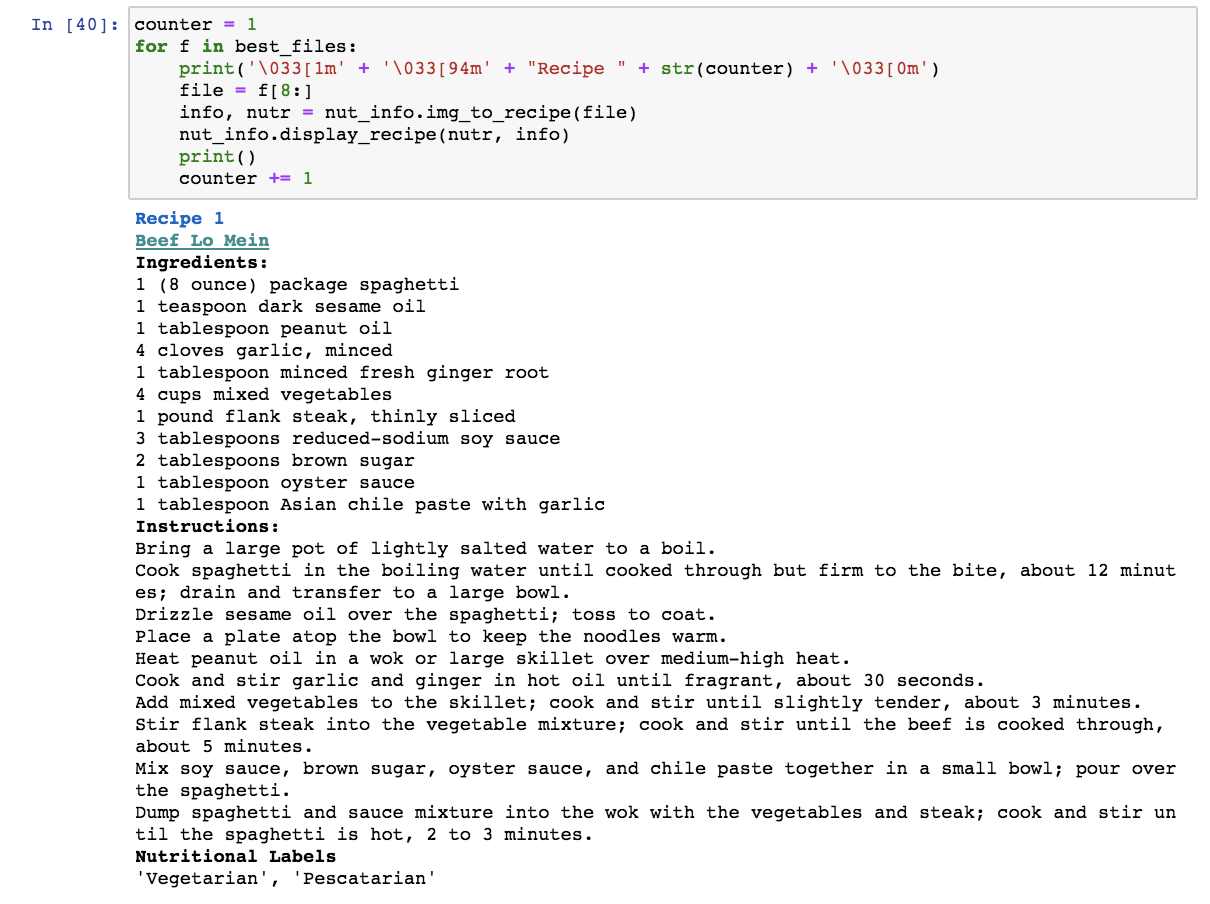 In [40]: counter = 1
for f in best_files:
    print('\033[1m' + '\033[94m' + "Recipe " + str(counter) + '\033[0m')
    file = f[8:]
    info, nutr = nut_info.img_to_recipe(file)
    nut_info.display_recipe(nutr, info)
    print()
    counter += 1
Recipe 1
Beef Lo Mein
Ingredients:
1 (8 ounce) package spaghetti
1 teaspoon dark sesame oil
1 tablespoon peanut oil
4 cloves garlic, minced
1 tablespoon minced fresh ginger root
4 cups mixed vegetables
1 pound flank steak, thinly sliced
3 tablespoons reduced-sodium soy sauce
2 tablespoons brown sugar
1 tablespoon oyster sauce
1 tablespoon Asian chile paste with garlic
Instructions:
Bring a large pot of lightly salted water to a boil.
Cook spaghetti in the boiling water until cooked through but firm to the bite, about 12 minut
es; drain and transfer to a large bowl.
Drizzle sesame oil over the spaghetti; toss to coat.
Place a plate atop the bowl to keep the noodles warm.
Heat peanut oil in a wok or large skillet over medium-high heat.
Cook and stir garlic and ginger in hot oil until fragrant, about 30 seconds.
Add mixed vegetables to the skillet; cook and stir until slightly tender, about 3 minutes.
Stir flank steak into the vegetable mixture; cook and stir until the beef is cooked through,
about 5 minutes.
Mix soy sauce, brown sugar, oyster sauce, and chile paste together in a small bowl; pour over
the spaghetti.
Dump spaghetti and sauce mixture into the wok with the vegetables and steak; cook and stir un
til the spaghetti is hot, 2 to 3 minutes.
Nutritional Labels
'Vegetarian', 'Pescatarian'